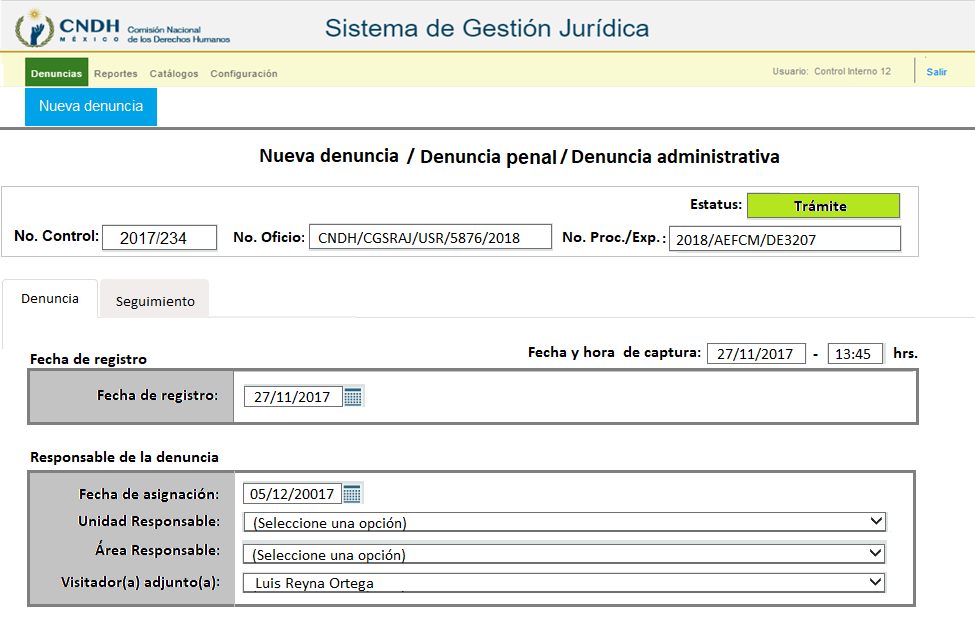 CNDH
MÉXICO
Comisión Nacional
de los Derechos Humanos
Sistema de Gestión Jurídica
Denuncias Reportes Catálogos Configuración
Usuario: Control Interno 12 Salir
Nueva denuncia
Nueva denuncia / Denuncia penal / Denuncia administrativa
Estatus: Trámite
No. Control: 2017/234 No. Oficio: CNDH/CGSRAJ/USR/5876/2018 No. Proc./Exp.: 2018/AEFCM/DE3207
Denuncia Seguimiento
Fecha y hora de captura: 27/11/2017 - 13:45 hrs.
Fecha de registro
Fecha de registro: 27/11/2017
Responsable de la denuncia
Fecha de asignación: 05/12/20017
Unidad Responsable: (Seleccione una opción)
Área Responsable: (Seleccione una opción)
Visitador(a) adjunto(a): Luis Reyna Ortega